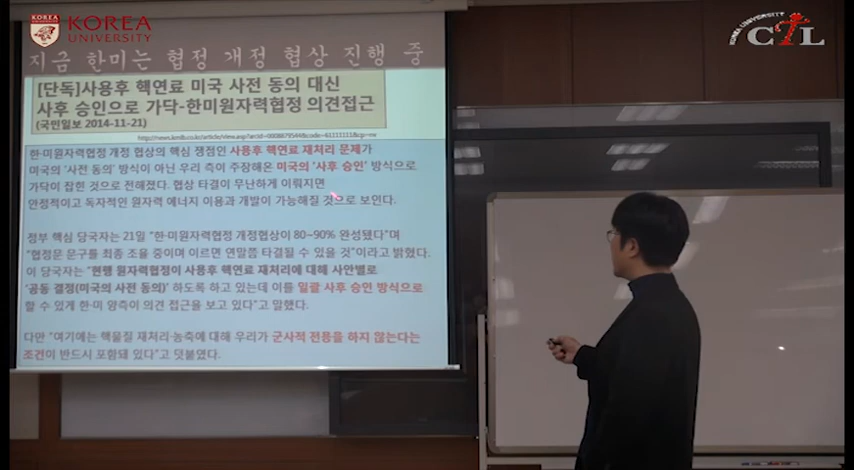 KOREA
UNIVERSITY
KOREA UNIVERSITY
CTL
지금 한미는 협정 개정 협상 진행 중
[단독]사용후 핵연료 미국 사전 동의 대신
사후 승인으로 가닥-한미원자력협정 의견접근
(국민일보 2014-11-21)
한·미원자력협정 개정 협상의 핵심 쟁점인 사용후 핵연료 재처리 문제가
미국의 '사전 동의' 방식이 아닌 우리 측이 주장해온 미국의 '사후 승인' 방식으로
가닥이 잡힌 것으로 전해졌다. 협상 타결이 무난하게 이뤄지면
안정적이고 독자적인 원자력 에너지 이용과 개발이 가능해질 것으로 보인다.
정부 핵심 당국자는 21일 "한·미원자력협정 개정협상이 80~90% 완성됐다"며
"협정문 문구를 최종 조율 중이며 이르면 연말쯤 타결될 수 있을 것"이라고 밝혔다.
이 당국자는 "현행 원자력협정이 사용후 핵연료 재처리에 대해 사안별로
'공동 결정(미국의 사전 동의)' 하도록 하고 있는데 이를 일괄 사후 승인 방식으로
할 수 있게 한·미 양측이 의견 접근을 보고 있다"고 말했다.
다만 "여기에는 핵물질 재처리·농축에 대해 우리가 군사적 전용을 하지 않는다는
조건이 반드시 포함돼 있다"고 덧붙였다.